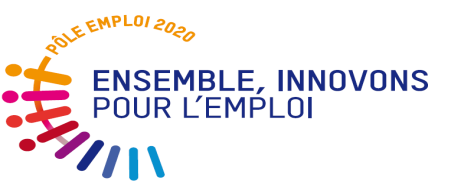 PÔLE EMPLOI 2020
ENSEMBLE, INNOVONS
POUR L'EMPLOI